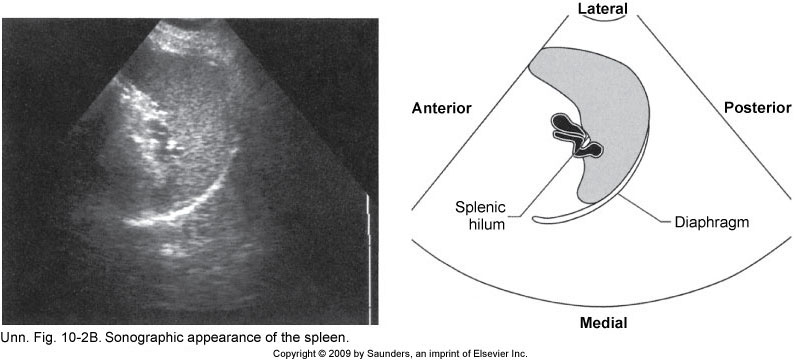 Lateral
Anterior
Posterior
Splenic
hilum
Diaphragm
Medial
Unn. Fig. 10-2B. Sonographic appearance of the spleen.
Copyright © 2009 by Saunders, an imprint of Elsevier Inc.